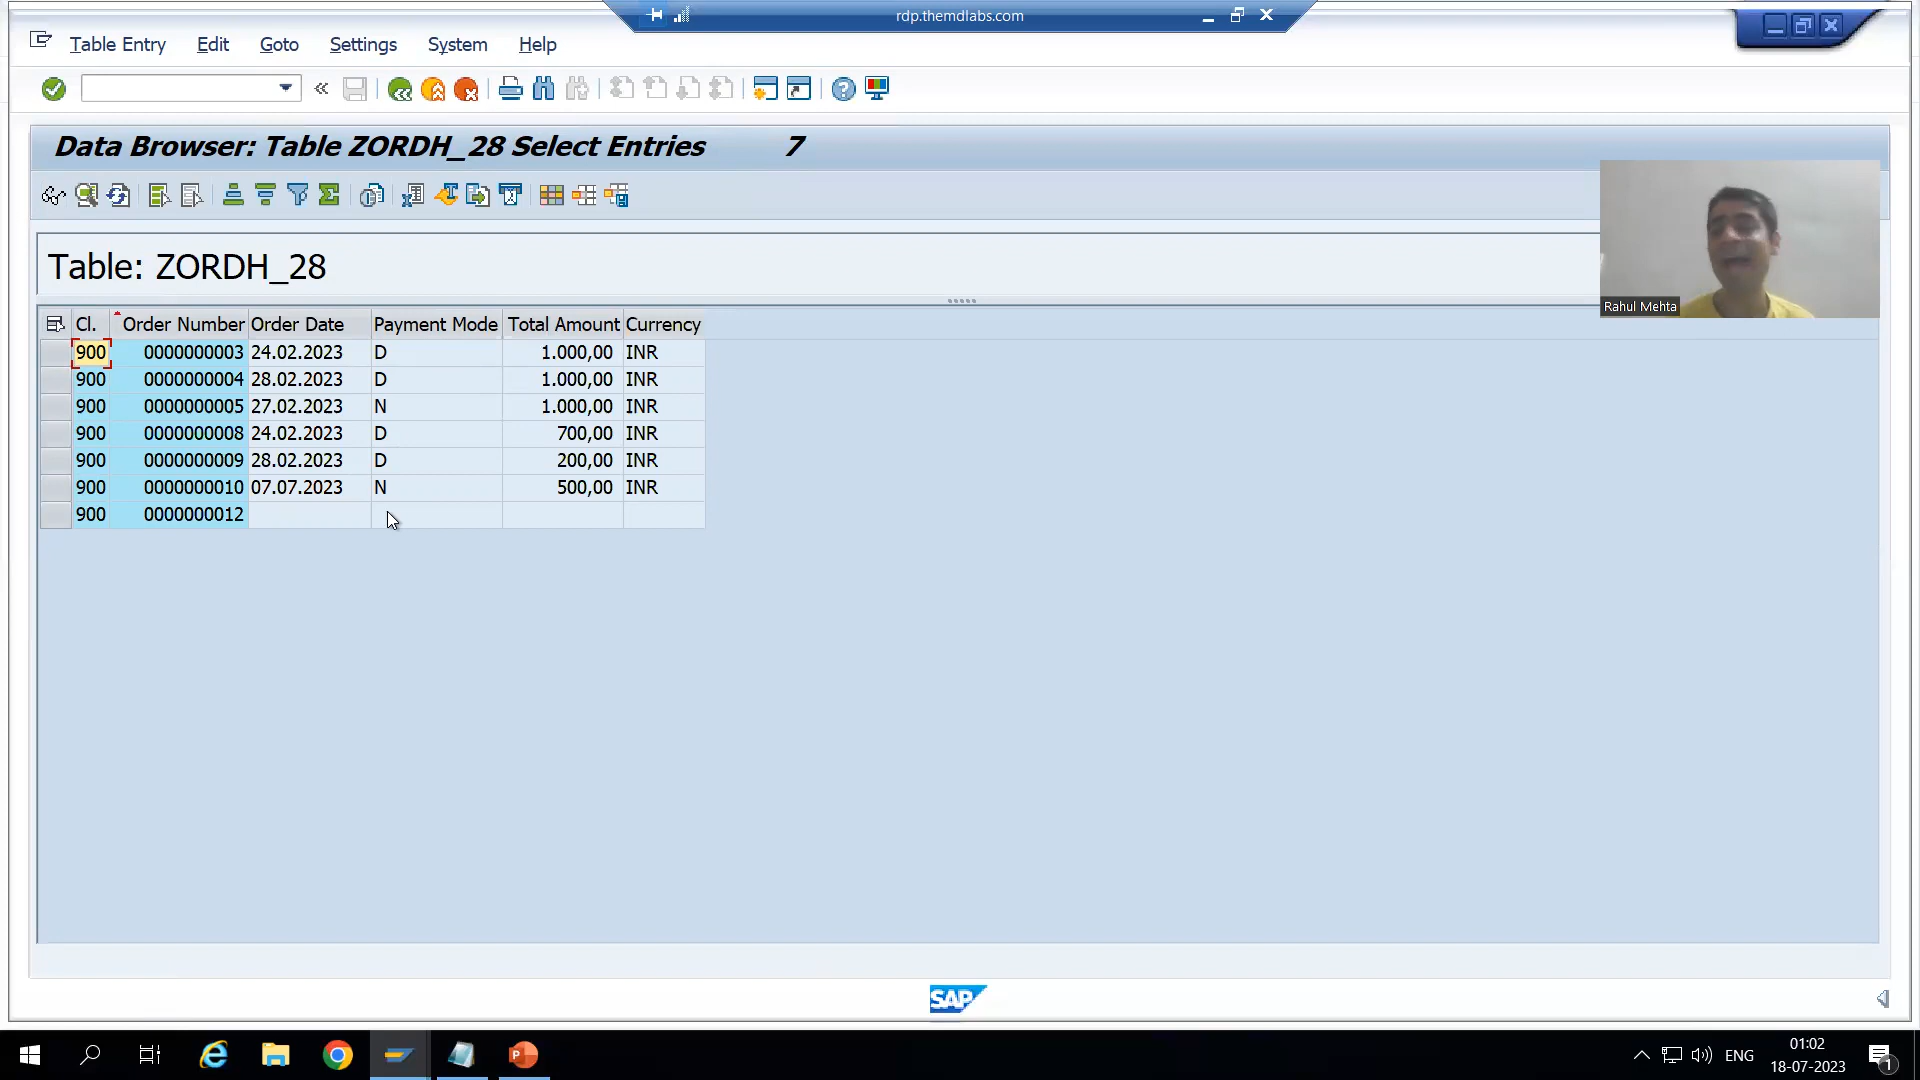 rdp.themdlabs.com
Table Entry Edit Goto Settings System Help
Data Browser: Table ZORDH_28 Select Entries 7
Table: ZORDH_28
Rahul Mehta
Cl. Order Number Order Date Payment Mode Total Amount Currency
900 0000000003 24.02.2023 D 1.000,00 INR
900 0000000004 28.02.2023 D 1.000,00 INR
900 0000000005 27.02.2023 N 1.000,00 INR
900 0000000008 24.02.2023 D 700,00 INR
900 0000000009 28.02.2023 D 200,00 INR
900 0000000010 07.07.2023 N 500,00 INR
900 0000000012
SAP
ENG
01:02
18-07-2023
1